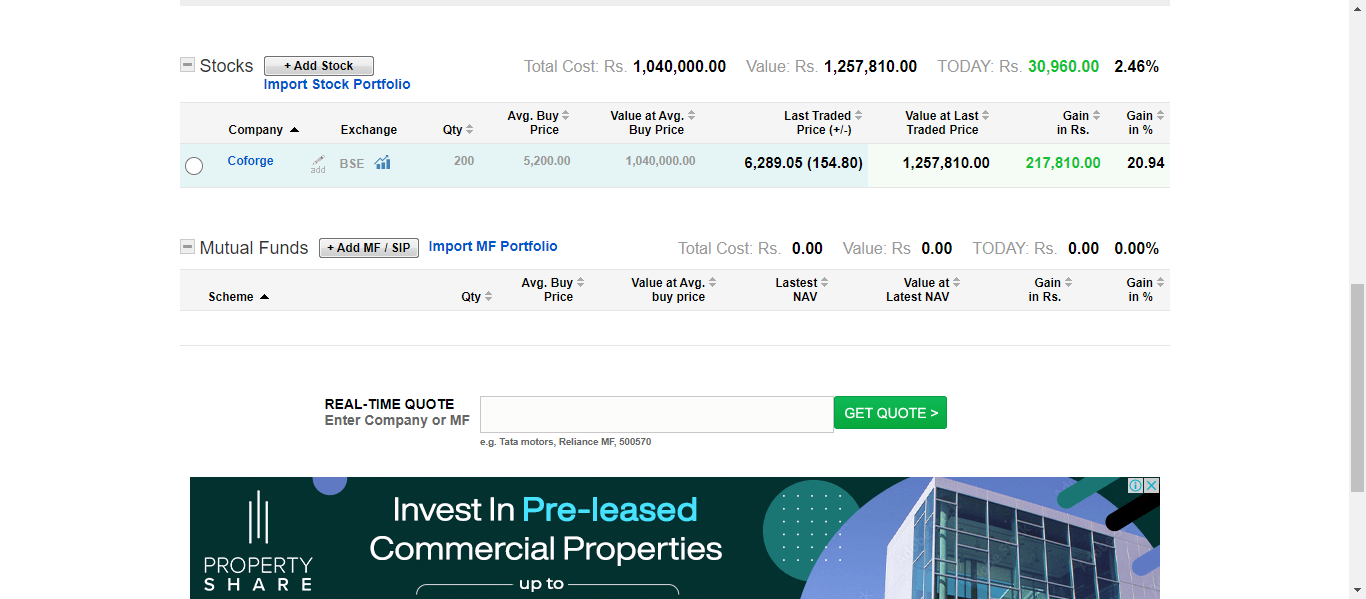 Stocks + Add Stock Total Cost: Rs. 1,040,000.00 Value: Rs. 1,257,810.00 TODAY: Rs. 30,960.00 2.46%
Import Stock Portfolio
Company Exchange Qty Avg. Buy Price Value at Avg. Buy Price Last Traded Price (+/-) Value at Last Traded Price Gain in Rs. Gain in %
Coforge add BSE 200 5,200.00 1,040,000.00 6,289.05 (154.80) 1,257,810.00 217,810.00 20.94
Mutual Funds + Add MF / SIP Import MF Portfolio Total Cost: Rs. 0.00 Value: Rs 0.00 TODAY: Rs. 0.00 0.00%
Scheme Qty Avg. Buy Price Value at Avg. buy price Lastest NAV Value at Latest NAV Gain in Rs. Gain in %
REAL-TIME QUOTE
Enter Company or MF GET QUOTE >
e.g. Tata motors, Reliance MF, 500570
Invest In Pre-leased
Commercial Properties
up to
PROPERTY
SHARE